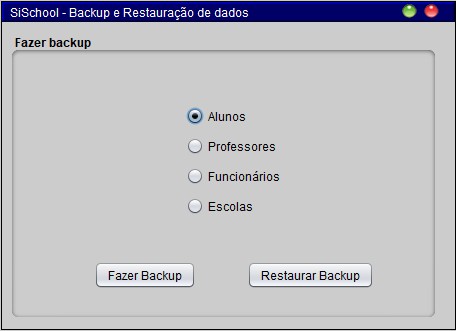 SiSchool - Backup e Restauração de dados
Fazer backup
Alunos
Professores
Funcionários
Escolas
Fazer Backup Restaurar Backup